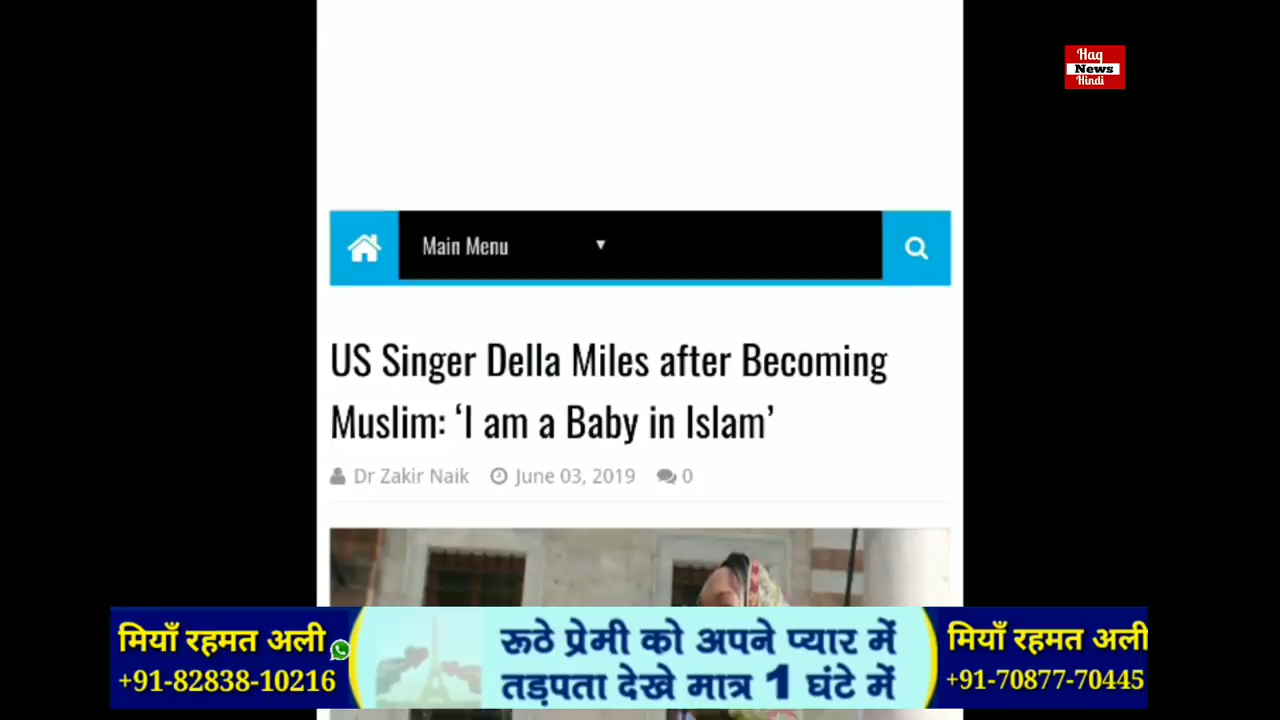 Haq
News
Hindi
Main Menu
US Singer Della Miles after Becoming
Muslim: ‘I am a Baby in Islam’
Dr Zakir Naik June 03, 2019 0
मियाँ रहमत अली
+91-82838-10216
रूठे प्रेमी को अपने प्यार में
तड़पता देखे मात्र 1 घंटे में
मियाँ रहमत अली
+91-70877-70445